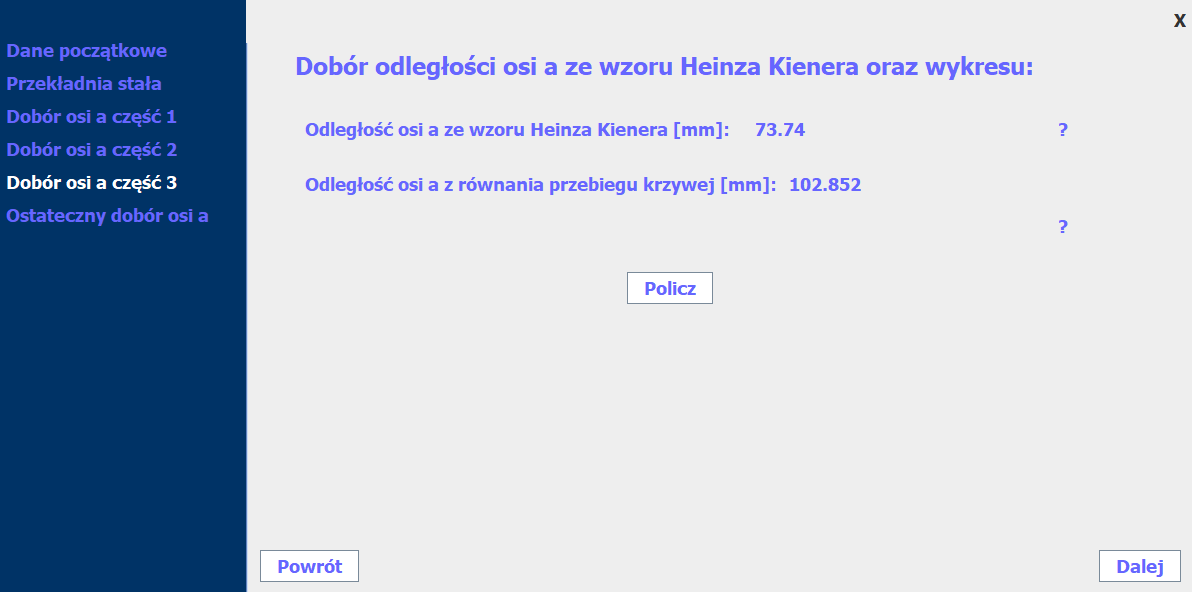 X
Dane początkowe
Przekładnia stała
Dobór osi a część 1
Dobór osi a część 2
Dobór osi a część 3
Ostateczny dobór osi a
Dobór odległości osi a ze wzoru Heinza Kienera oraz wykresu:
Odległość osi a ze wzoru Heinza Kienera [mm]: 73.74 ?
Odległość osi a z równania przebiegu krzywej [mm]: 102.852
?
Policz
Powrót
Dalej